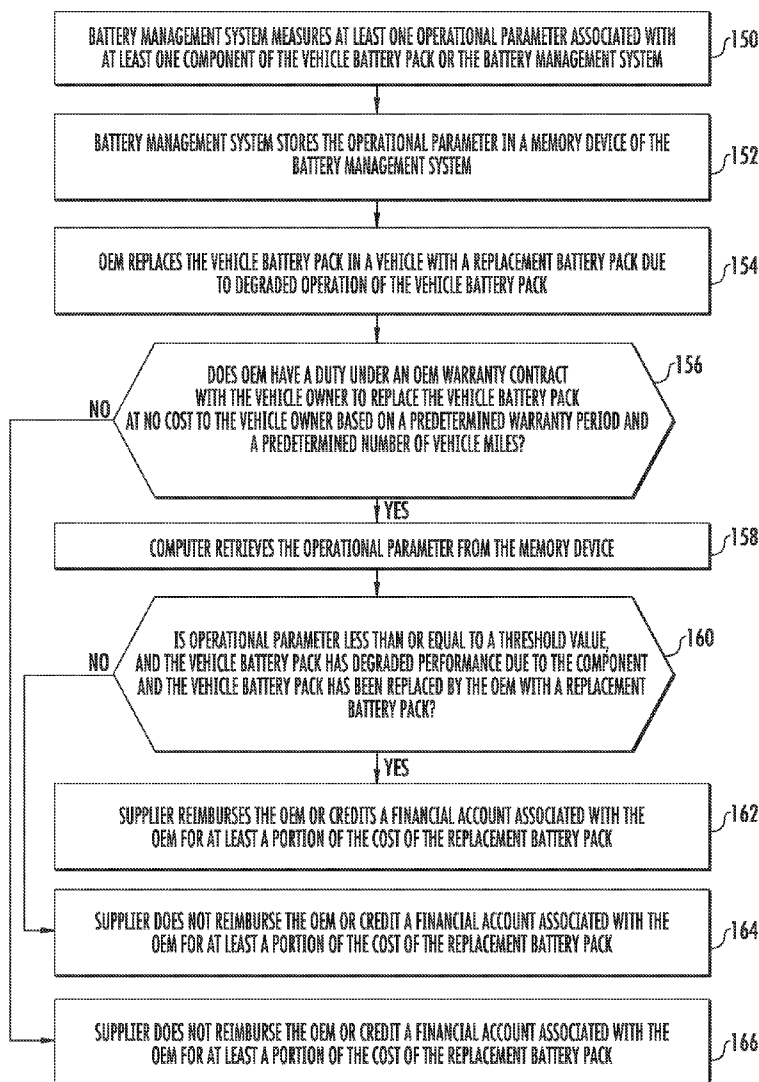 BATTERY MANAGEMENT SYSTEM MEASURES AT LEAST ONE OPERATIONAL PARAMETER ASSOCIATED WITH
AT LEAST ONE COMPONENT OF THE VEHICLE BATTERY PACK OR THE BATTERY MANAGEMENT SYSTEM
150
BATTERY MANAGEMENT SYSTEM STORES THE OPERATIONAL PARAMETER IN A MEMORY DEVICE OF THE
BATTERY MANAGEMENT SYSTEM
152
OEM REPLACES THE VEHICLE BATTERY PACK IN A VEHICLE WITH A REPLACEMENT BATTERY PACK DUE
TO DEGRADED OPERATION OF THE VEHICLE BATTERY PACK
154
DOES OEM HAVE A DUTY UNDER AN OEM WARRANTY CONTRACT
WITH THE VEHICLE OWNER TO REPLACE THE VEHICLE BATTERY PACK
AT NO COST TO THE VEHICLE OWNER BASED ON A PREDETERMINED WARRANTY PERIOD AND
A PREDETERMINED NUMBER OF VEHICLE MILES?
156
NO
YES
COMPUTER RETRIEVES THE OPERATIONAL PARAMETER FROM THE MEMORY DEVICE
158
IS OPERATIONAL PARAMETER LESS THAN OR EQUAL TO A THRESHOLD VALUE,
AND THE VEHICLE BATTERY PACK HAS DEGRADED PERFORMANCE DUE TO THE COMPONENT
AND THE VEHICLE BATTERY PACK HAS BEEN REPLACED BY THE OEM WITH A REPLACEMENT
BATTERY PACK?
160
NO
YES
SUPPLIER REIMBURSES THE OEM OR CREDITS A FINANCIAL ACCOUNT ASSOCIATED WITH THE
OEM FOR AT LEAST A PORTION OF THE COST OF THE REPLACEMENT BATTERY PACK
162
SUPPLIER DOES NOT REIMBURSE THE OEM OR CREDIT A FINANCIAL ACCOUNT ASSOCIATED WITH THE
OEM FOR AT LEAST A PORTION OF THE COST OF THE REPLACEMENT BATTERY PACK
164
SUPPLIER DOES NOT REIMBURSE THE OEM OR CREDIT A FINANCIAL ACCOUNT ASSOCIATED WITH THE
OEM FOR AT LEAST A PORTION OF THE COST OF THE REPLACEMENT BATTERY PACK
166